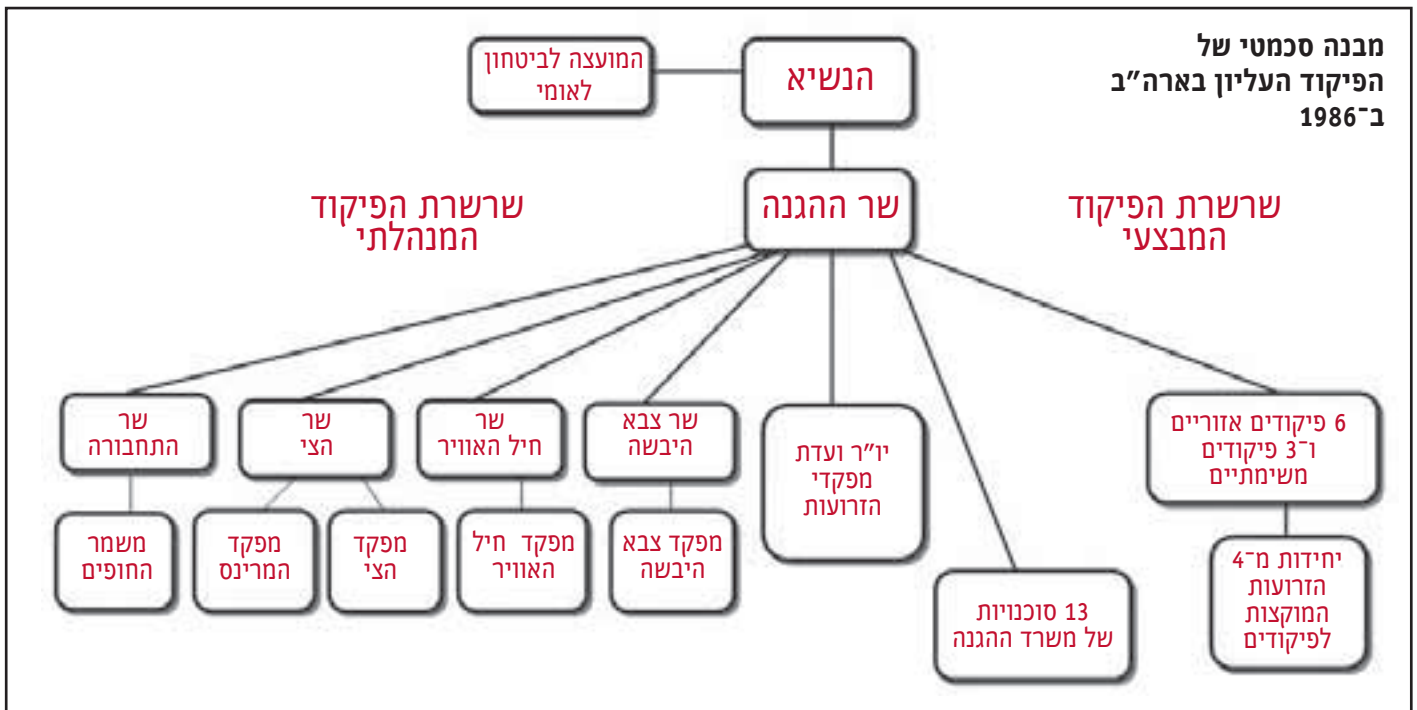 מבנה סכמטי של
הפיקוד העליון בארה"ב
ב־1986
הנשיא
המועצה לביטחון
לאומי
שר ההגנה
שרשרת הפיקוד
המבצעי
שרשרת הפיקוד
המנהלתי
6 פיקודים אזוריים
ו־3 פיקודים
משימתיים
יחידות מ־4
הזרועות
המוקצות
לפיקודים
13 סוכנויות
של משרד ההגנה
יו"ר ועדת
מפקדי
הזרועות
שר צבא
היבשה
מפקד צבא
היבשה
שר
חיל האוויר
מפקד חיל
האוויר
שר
הצי
מפקד
הצי
מפקד
המרינס
שר
התחבורה
משמר
החופים